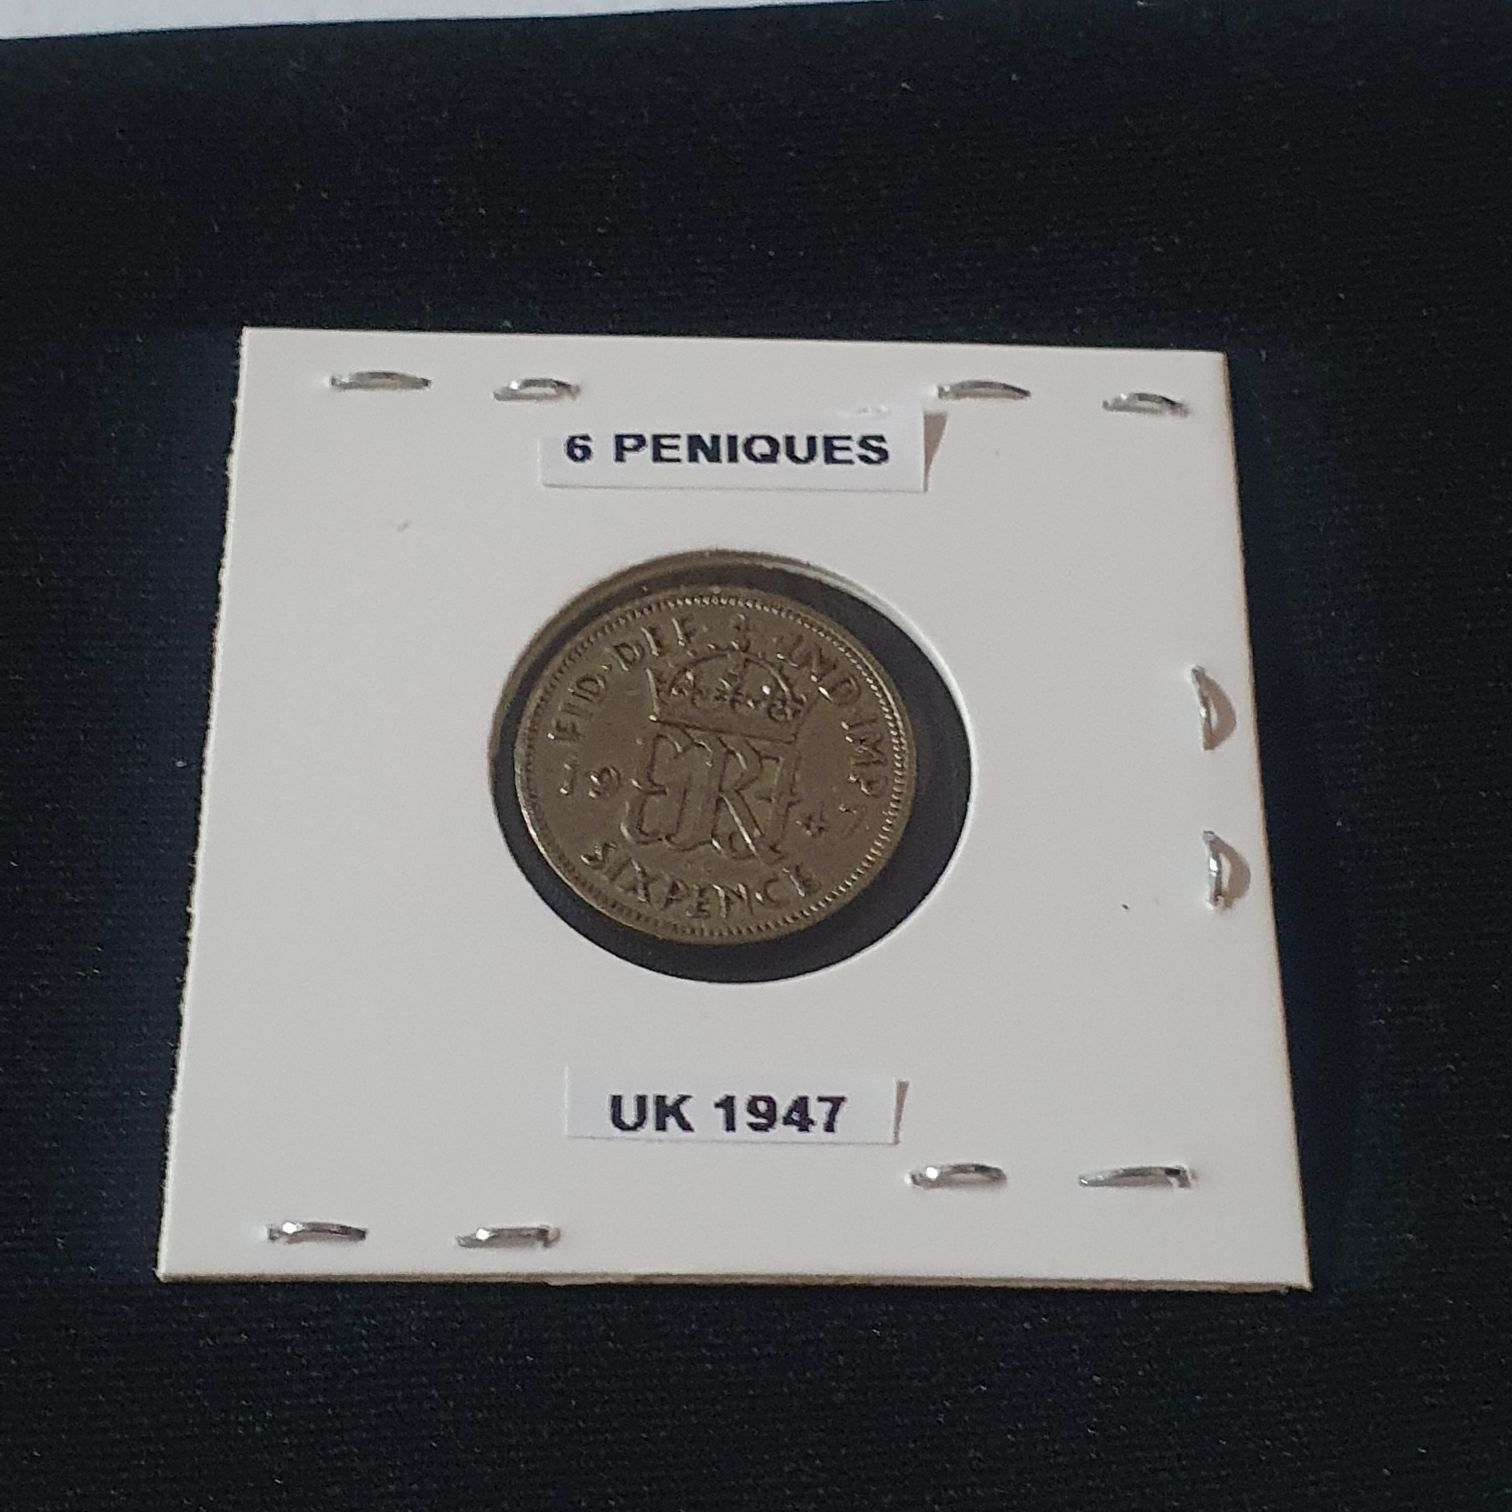 6 PENIQUES
FID·DEF IND IMP
19 47
GRI
SIXPENCE
UK 1947